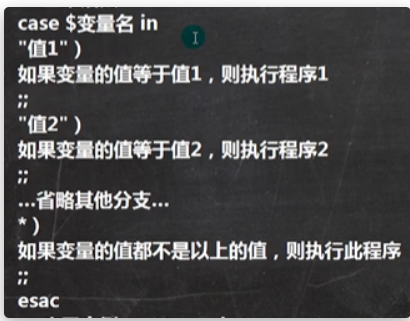 case $变量名 in
"值1"）
如果变量的值等于值1，则执行程序1
;;
"值2"）
如果变量的值等于值2，则执行程序2
;;
…省略其他分支…
*）
如果变量的值都不是以上的值，则执行此程序
;;
esac